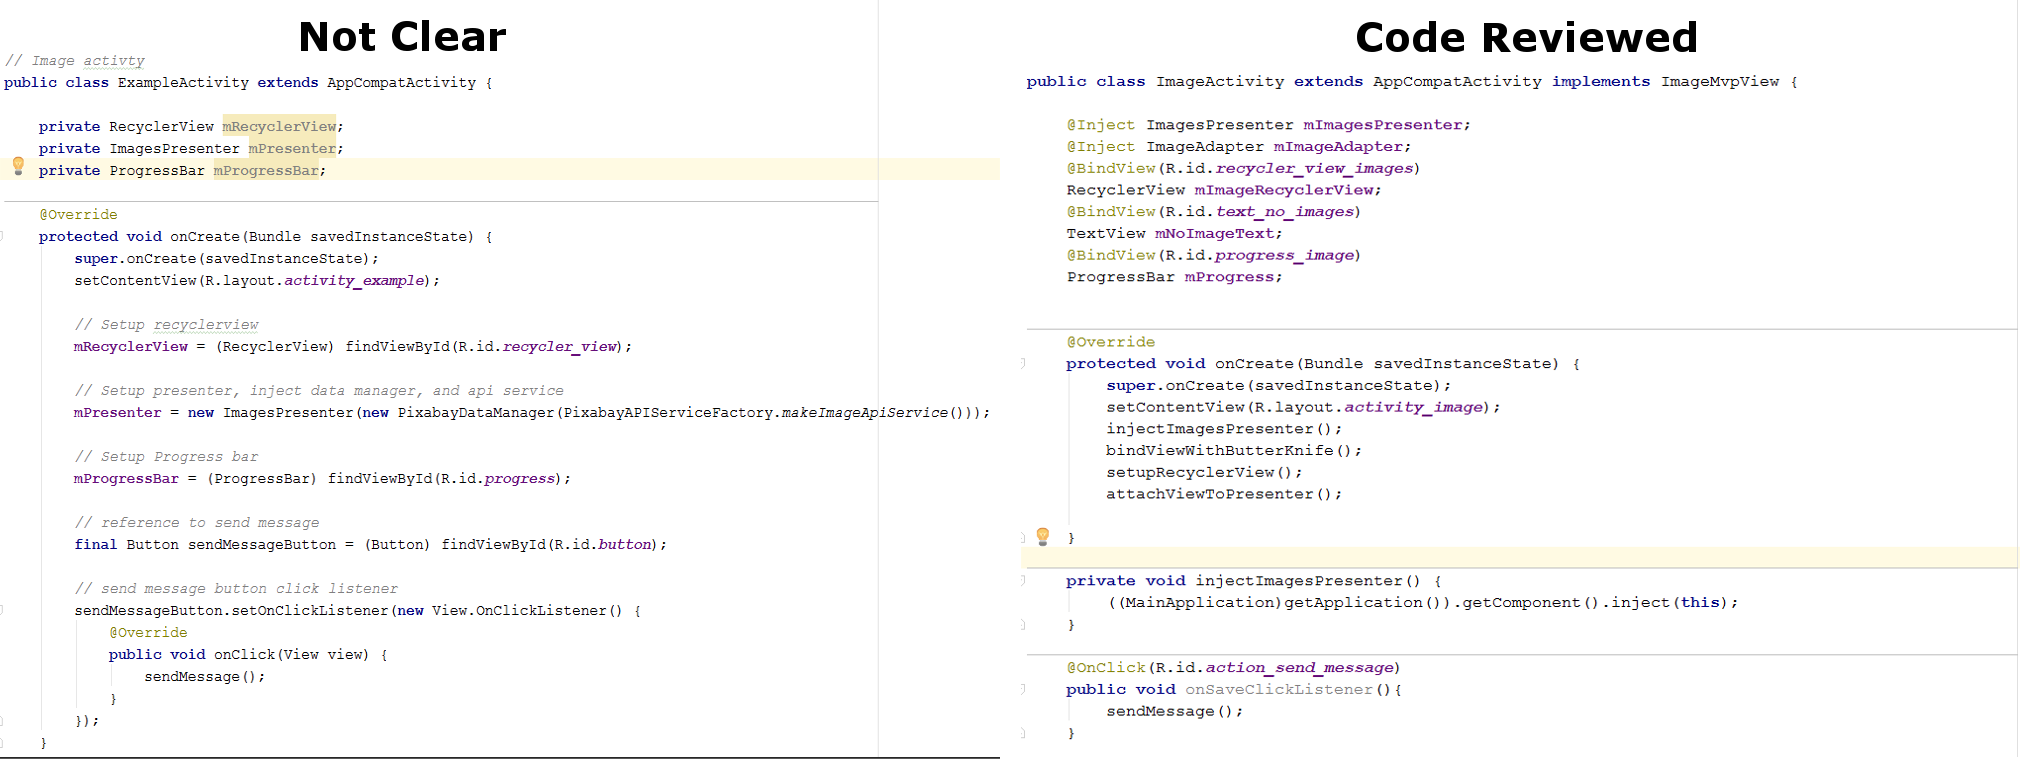 Not Clear
// Image activty
public class ExampleActivity extends AppCompatActivity {
private RecyclerView mRecyclerView;
private ImagesPresenter mPresenter;
private ProgressBar mProgressBar;
@Override
protected void onCreate(Bundle savedInstanceState) {
super.onCreate(savedInstanceState);
setContentView(R.layout.activity_example);
// Setup recyclerview
mRecyclerView = (RecyclerView) findViewById(R.id.recycler_view);
// Setup presenter, inject data manager, and api service
mPresenter = new ImagesPresenter(new PixabayDataManager(PixabayAPIServiceFactory.makeImageApiService()));
// Setup Progress bar
mProgressBar = (ProgressBar) findViewById(R.id.progress);
// reference to send message
final Button sendMessageButton = (Button) findViewById(R.id.button);
// send message button click listener
sendMessageButton.setOnClickListener(new View.OnClickListener() {
@Override
public void onClick(View view) {
sendMessage();
}
});
}
Code Reviewed
public class ImageActivity extends AppCompatActivity implements ImageMvpView {
@Inject ImagesPresenter mImagesPresenter;
@Inject ImageAdapter mImageAdapter;
@BindView(R.id.recycler_view_images)
RecyclerView mImageRecyclerView;
@BindView(R.id.text_no_images)
TextView mNoImageText;
@BindView(R.id.progress_image)
ProgressBar mProgress;
@Override
protected void onCreate(Bundle savedInstanceState) {
super.onCreate(savedInstanceState);
setContentView(R.layout.activity_image);
injectImagesPresenter();
bindViewWithButterKnife();
setupRecyclerView();
attachViewToPresenter();
}
private void injectImagesPresenter() {
((MainApplication)getApplication()).getComponent().inject(this);
}
@OnClick(R.id.action_send_message)
public void onSaveClickListener(){
sendMessage();
}